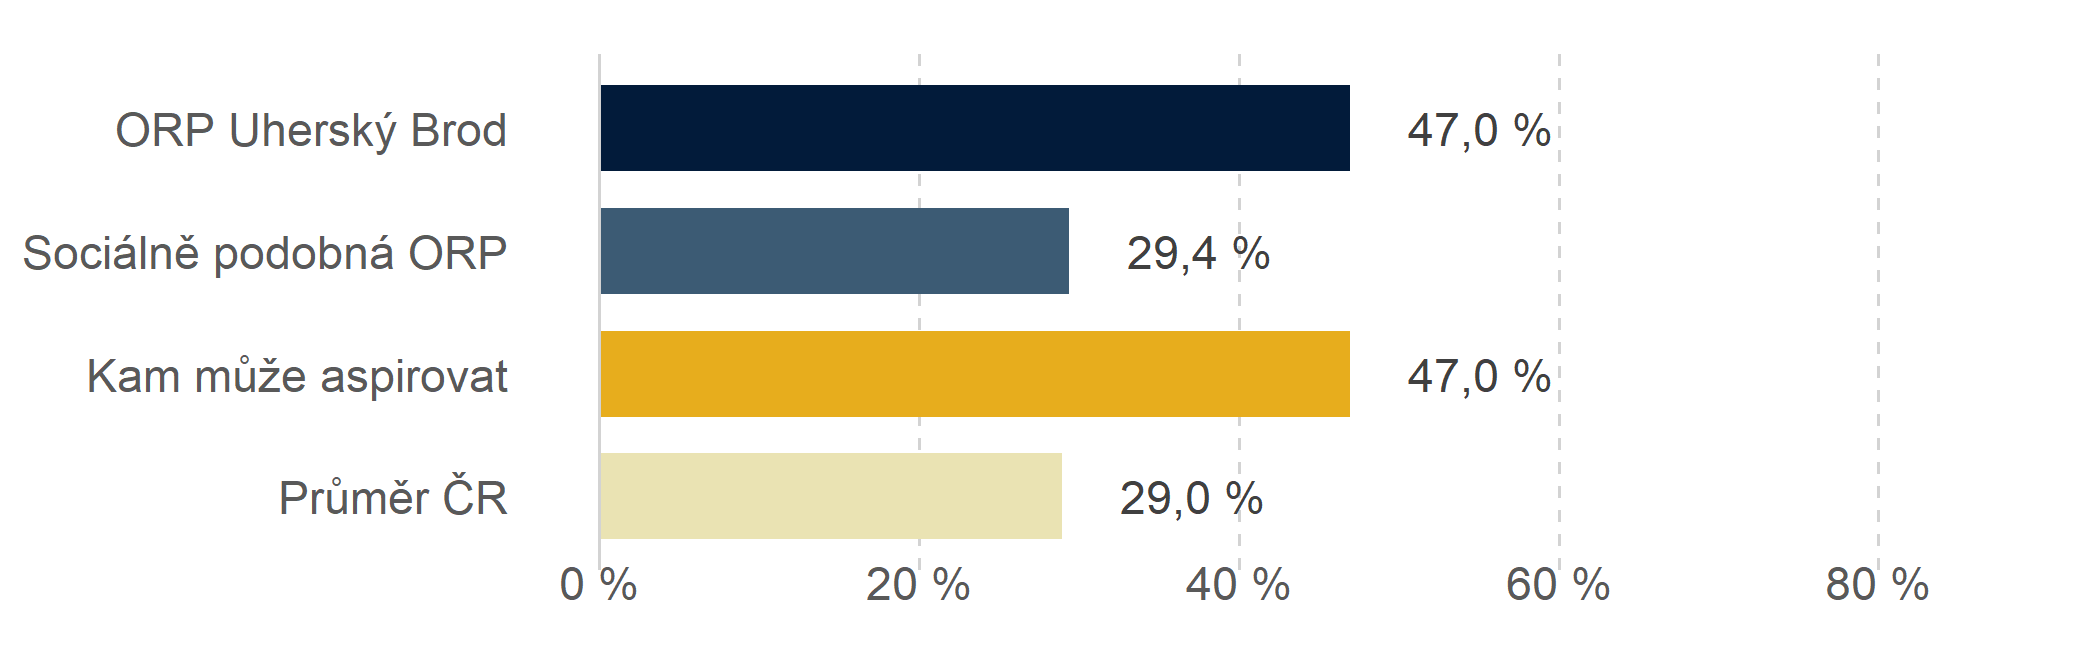 ORP Uherský Brod 47,0 %
Sociálně podobná ORP 29,4 %
Kam může aspirovat 47,0 %
Průměr ČR 29,0 %
0 % 20 % 40 % 60 % 80 %